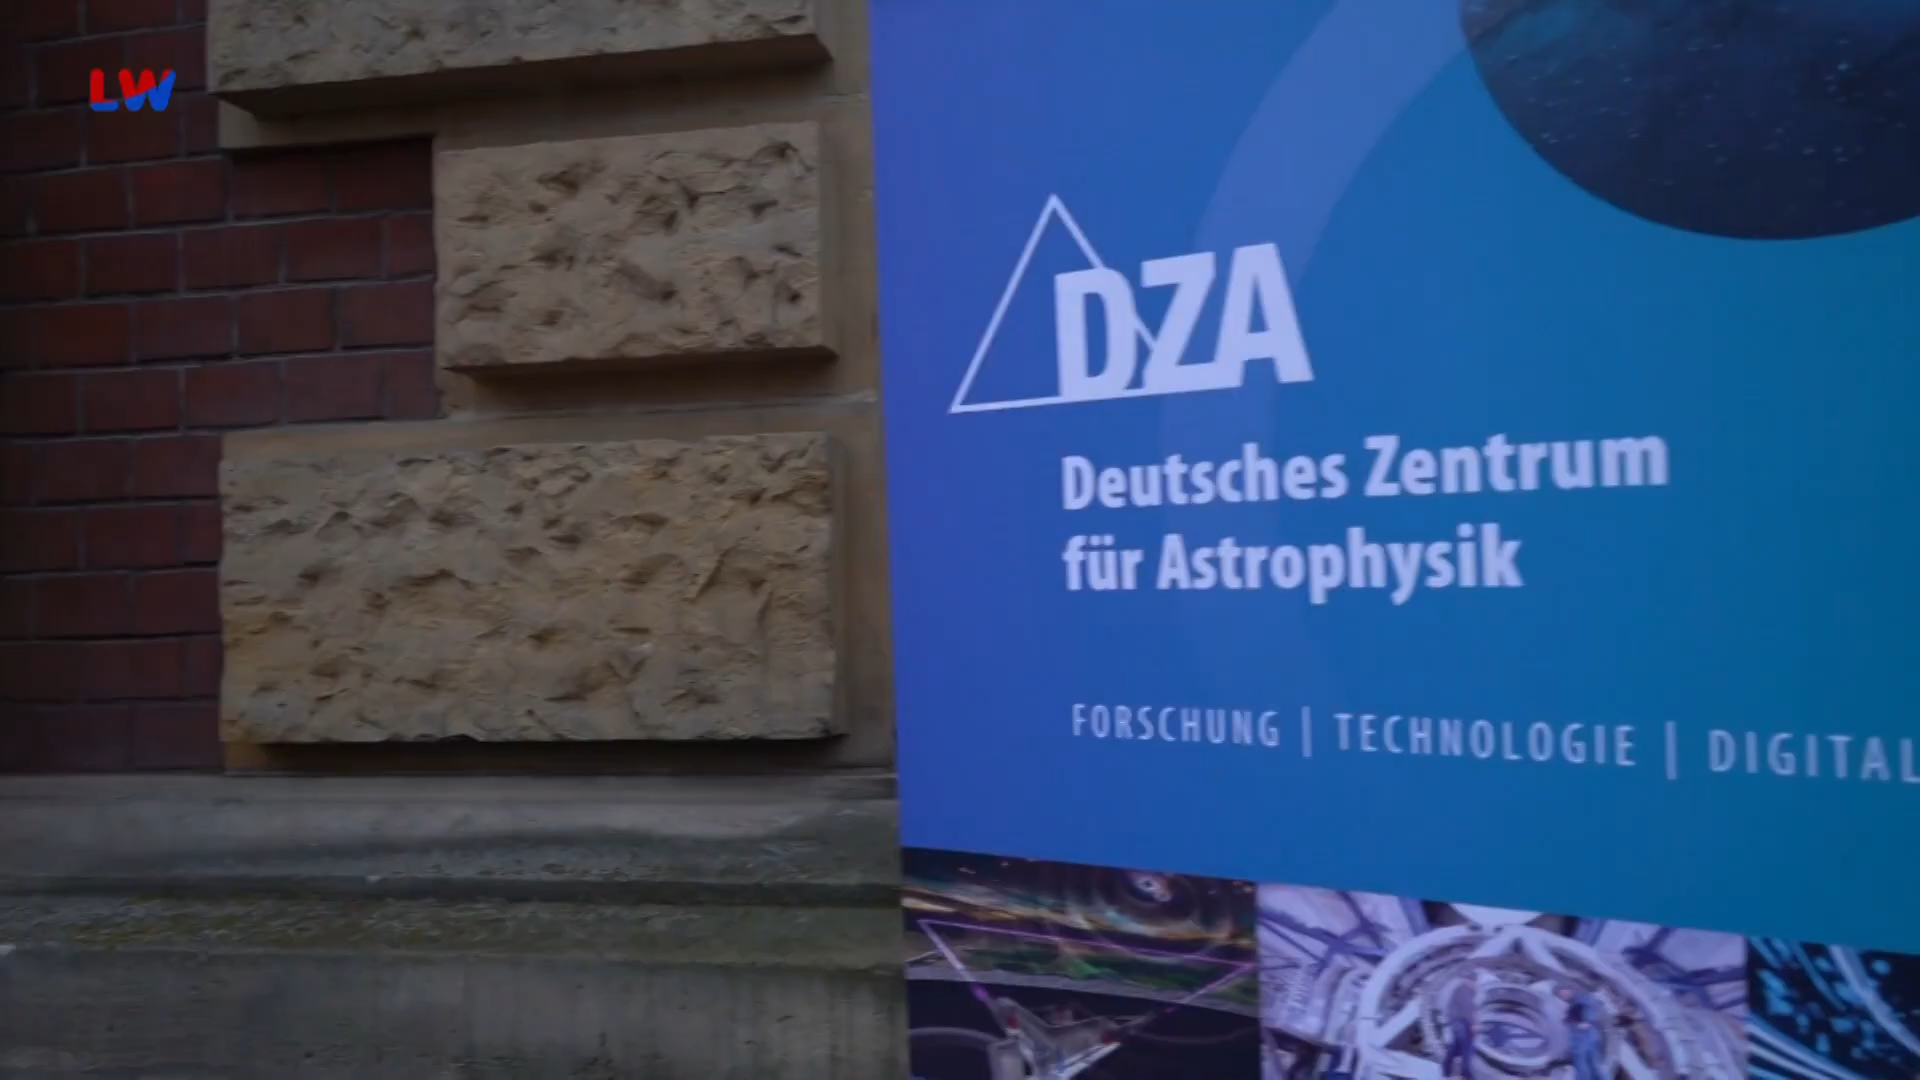 LW
DZA
Deutsches Zentrum
für Astrophysik
FORSCHUNG | TECHNOLOGIE | DIGITAL